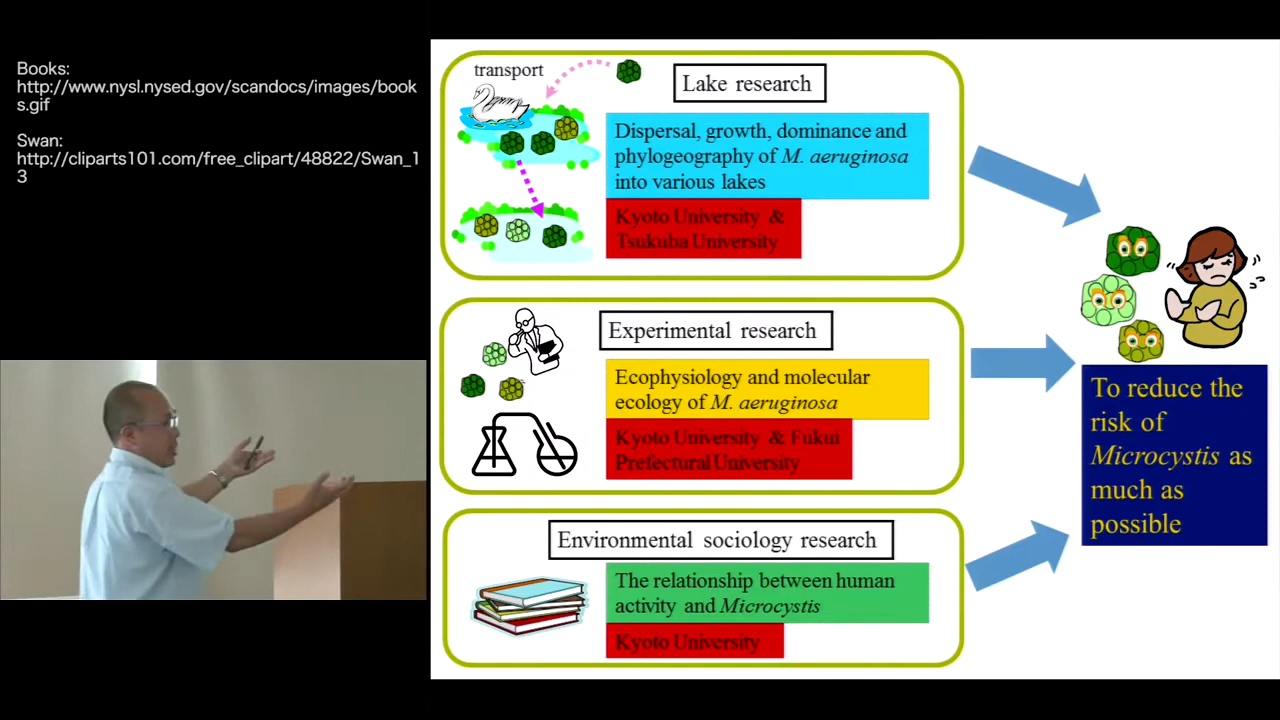 Books:
http://www.nysl.nysed.gov/scandocs/images/book
s.gif
Swan:
http://cliparts101.com/free_clipart/48822/Swan_1
3
transport
Lake research
Dispersal, growth, dominance and
phylogeography of M. aeruginosa
into various lakes
Kyoto University &
Tsukuba University
Experimental research
Ecophysiology and molecular
ecology of M. aeruginosa
Kyoto University & Fukui
Prefectural University
Environmental sociology research
The relationship between human
activity and Microcystis
Kyoto University
To reduce the
risk of
Microcystis as
much as
possible